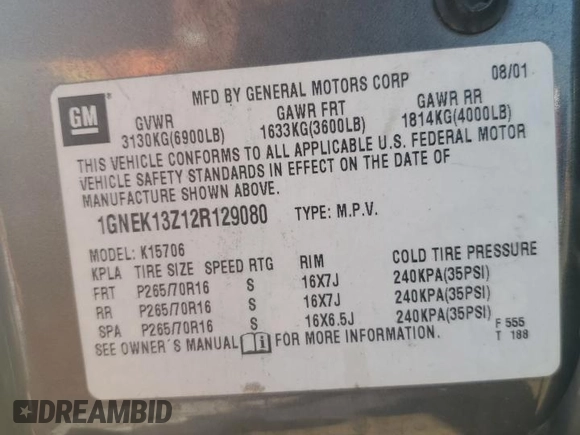 MFD BY GENERAL MOTORS CORP 08/01
GM
GVWR GAWR FRT GAWR RR
3130KG(6900LB) 1633KG(3600LB) 1814KG(4000LB)
THIS VEHICLE CONFORMS TO ALL APPLICABLE U.S. FEDERAL MOTOR
VEHICLE SAFETY STANDARDS IN EFFECT ON THE DATE OF
MANUFACTURE SHOWN ABOVE.
1GNEK13Z12R129080 TYPE: M.P.V.
MODEL: K15706
KPLA TIRE SIZE SPEED RTG RIM COLD TIRE PRESSURE
FRT P265/70R16 S 16X7J 240KPA(35PSI)
RR P265/70R16 S 16X7J 240KPA(35PSI)
SPA P265/70R16 S 16X6.5J 240KPA(35PSI)
SEE OWNER´S MANUAL i FOR MORE INFORMATION.
F 555
T 188
DREAMBID